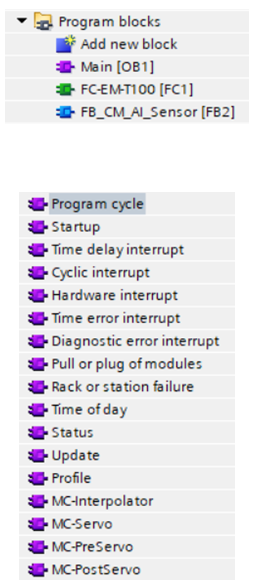 Program blocks
Add new block
Main [OB1]
FC-EM-T100 [FC1]
FB_CM_AI_Sensor [FB2]
Program cycle
Startup
Time delay interrupt
Cyclic interrupt
Hardware interrupt
Time error interrupt
Diagnostic error interrupt
Pull or plug of modules
Rack or station failure
Time of day
Status
Update
Profile
MC-Interpolator
MC-Servo
MC-PreServo
MC-PostServo